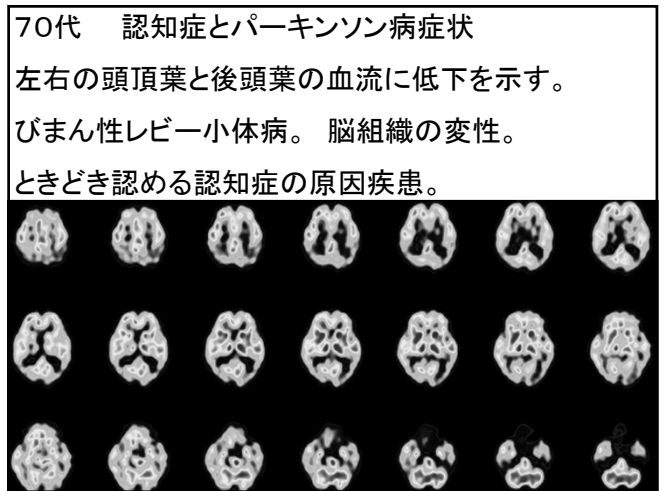 70代　認知症とパーキンソン病症状
左右の頭頂葉と後頭葉の血流に低下を示す。
びまん性レビー小体病。 脳組織の変性。
ときどき認める認知症の原因疾患。